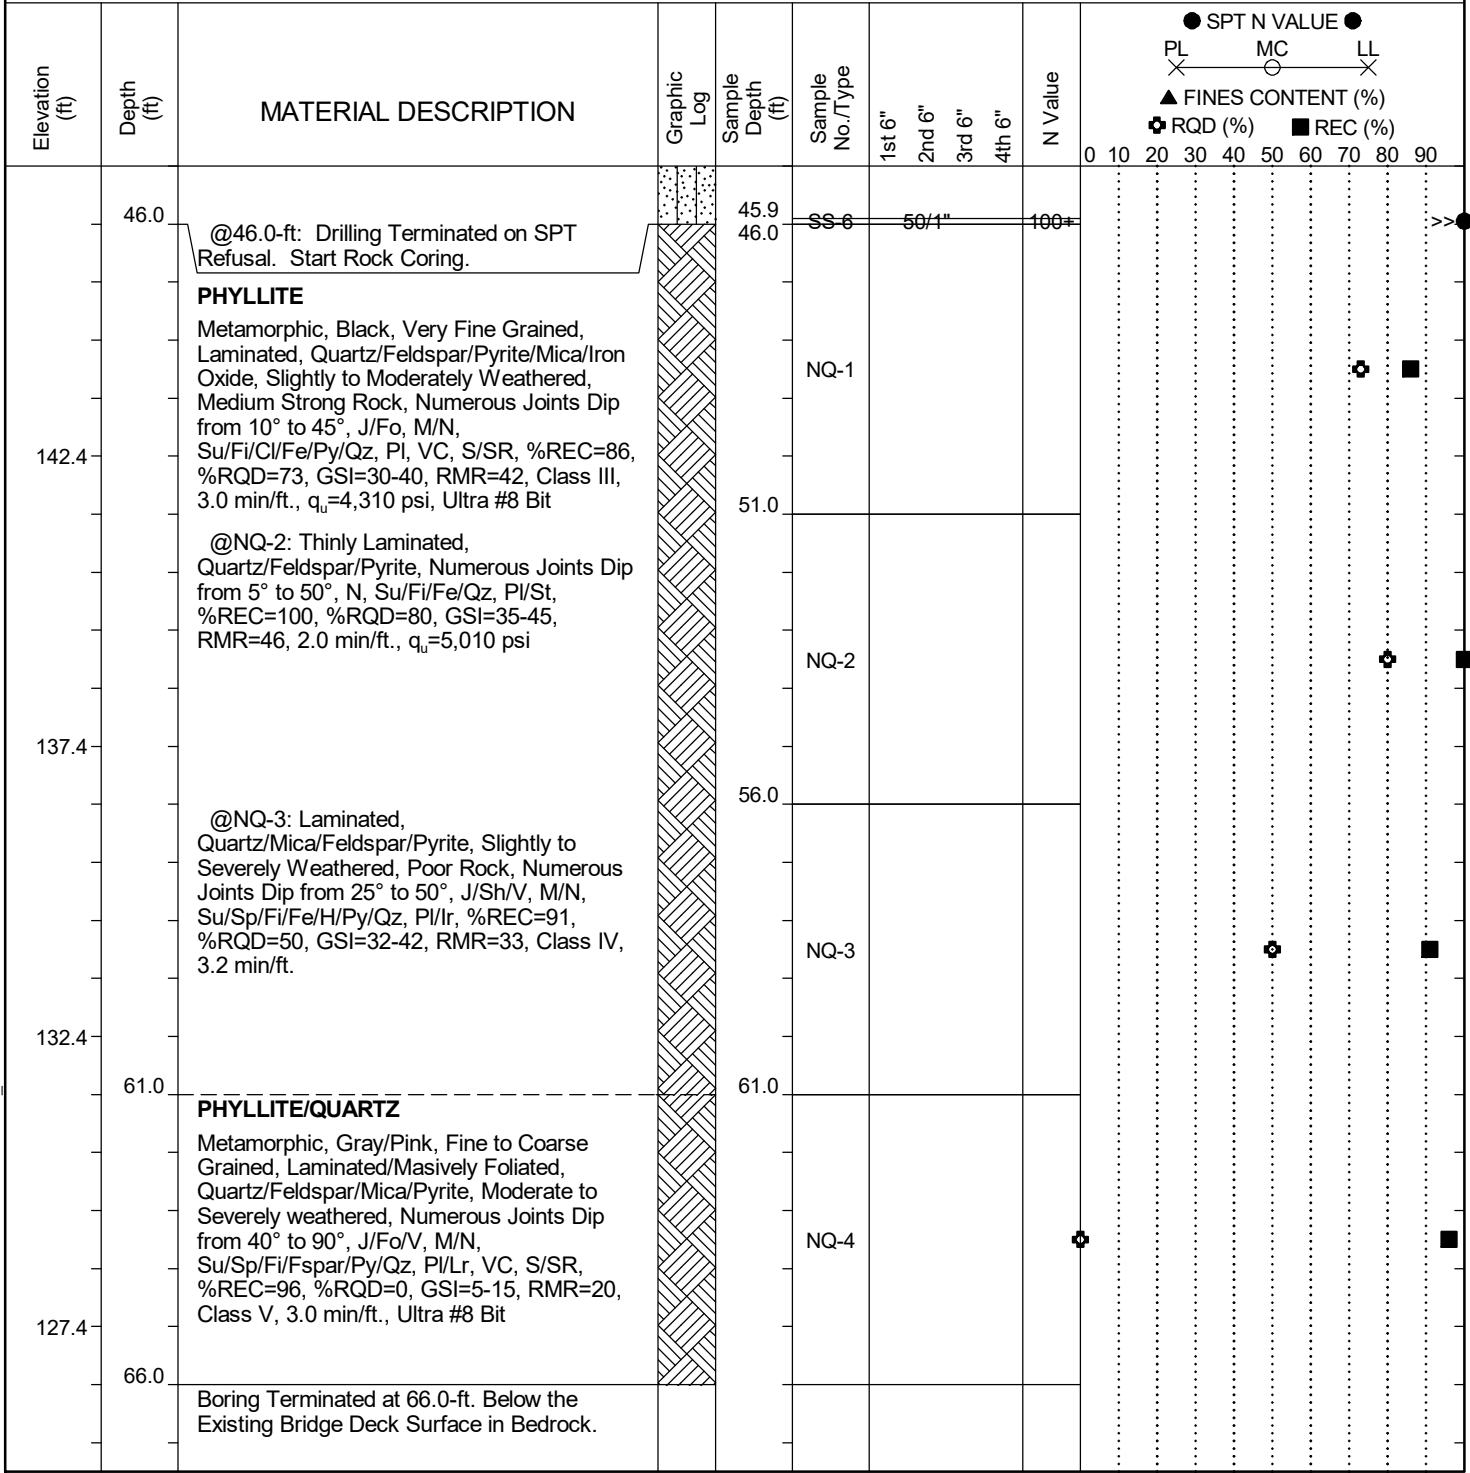 Elevation
(ft)
Depth
(ft)
MATERIAL DESCRIPTION
Graphic
Log
Sample
Depth
(ft)
Sample
No./Type
1st 6"
2nd 6"
3rd 6"
4th 6"
N Value
SPT N VALUE
PL MC LL
FINES CONTENT (%)
RQD (%) REC (%)
0 10 20 30 40 50 60 70 80 90
46.0
45.9
46.0
SS-6 50/1" 100+
>>
@46.0-ft: Drilling Terminated on SPT
Refusal. Start Rock Coring.
PHYLLITE
Metamorphic, Black, Very Fine Grained,
Laminated, Quartz/Feldspar/Pyrite/Mica/Iron
Oxide, Slightly to Moderately Weathered,
Medium Strong Rock, Numerous Joints Dip
from 10° to 45°, J/Fo, M/N,
Su/Fi/Cl/Fe/Py/Qz, Pl, VC, S/SR, %REC=86,
%RQD=73, GSI=30-40, RMR=42, Class III,
3.0 min/ft., qu=4,310 psi, Ultra #8 Bit
NQ-1
142.4
51.0
@NQ-2: Thinly Laminated,
Quartz/Feldspar/Pyrite, Numerous Joints Dip
from 5° to 50°, N, Su/Fi/Fe/Qz, Pl/St,
%REC=100, %RQD=80, GSI=35-45,
RMR=46, 2.0 min/ft., qu=5,010 psi
NQ-2
137.4
56.0
@NQ-3: Laminated,
Quartz/Mica/Feldspar/Pyrite, Slightly to
Severely Weathered, Poor Rock, Numerous
Joints Dip from 25° to 50°, J/Sh/V, M/N,
Su/Sp/Fi/Fe/H/Py/Qz, Pl/Ir, %REC=91,
%RQD=50, GSI=32-42, RMR=33, Class IV,
3.2 min/ft.
NQ-3
132.4
61.0
61.0
PHYLLITE/QUARTZ
Metamorphic, Gray/Pink, Fine to Coarse
Grained, Laminated/Masively Foliated,
Quartz/Feldspar/Mica/Pyrite, Moderate to
Severely weathered, Numerous Joints Dip
from 40° to 90°, J/Fo/V, M/N,
Su/Sp/Fi/Fspar/Py/Qz, Pl/Lr, VC, S/SR,
%REC=96, %RQD=0, GSI=5-15, RMR=20,
Class V, 3.0 min/ft., Ultra #8 Bit
NQ-4
127.4
66.0
Boring Terminated at 66.0-ft. Below the
Existing Bridge Deck Surface in Bedrock.